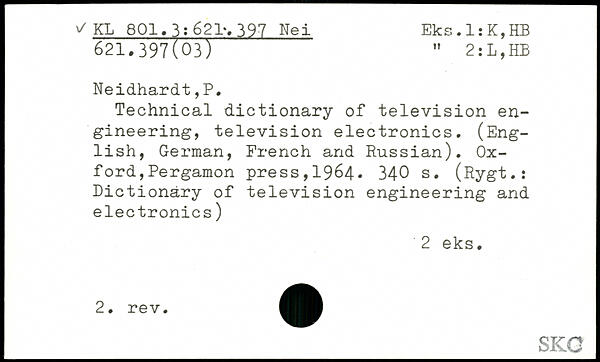 ✓ KL 801.3:621.397 Nei Eks.1:K,HB
621.397(03) " 2:L,HB
Neidhardt,P.
Technical dictionary of television en-
gineering, television electronics. (Eng-
lish, German, French and Russian). Ox-
ford,Pergamon press,1964. 340 s. (Rygt.:
Dictionary of television engineering and
electronics)
2 eks.
2. rev.
SKC